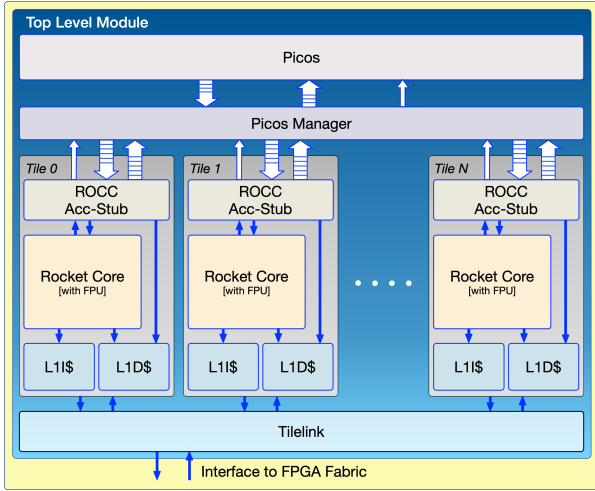 Top Level Module
Picos
Picos Manager
Tile 0
Tile 1
Tile N
ROCC
Acc-Stub
ROCC
Acc-Stub
ROCC
Acc-Stub
Rocket Core
[with FPU]
Rocket Core
[with FPU]
Rocket Core
[with FPU]
L1I$
L1D$
L1I$
L1D$
L1I$
L1D$
Tilelink
Interface to FPGA Fabric